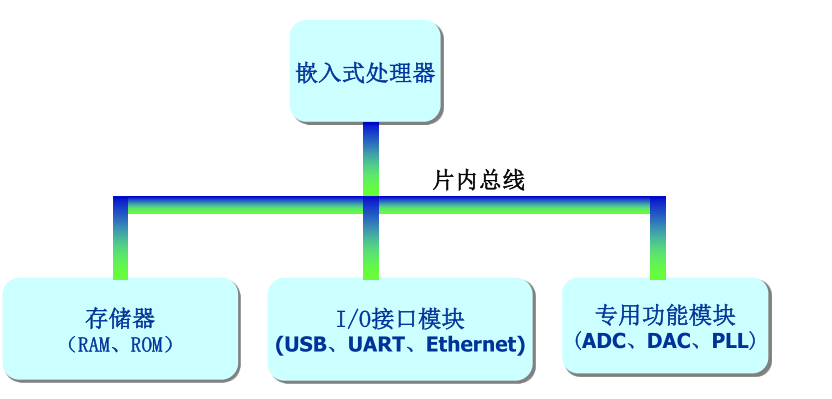 嵌入式处理器
片内总线
存储器
（RAM、ROM）
I/O接口模块
(USB、UART、Ethernet)
专用功能模块
(ADC、DAC、PLL)